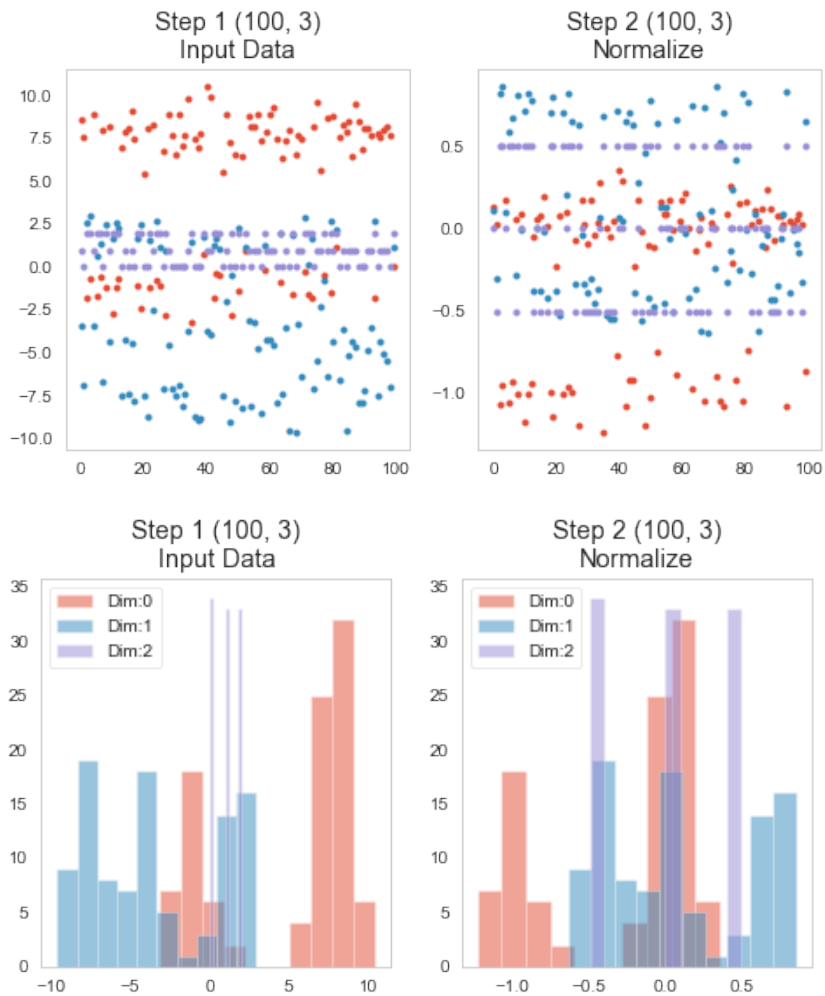 Step 1 (100, 3)
Input Data
10.0
7.5
5.0
2.5
0.0
−2.5
−5.0
−7.5
−10.0
0 20 40 60 80 100
Step 2 (100, 3)
Normalize
0.5
0.0
−0.5
−1.0
0 20 40 60 80 100
Step 1 (100, 3)
Input Data
35
30
25
20
15
10
5
0
Dim:0
Dim:1
Dim:2
−10 −5 0 5 10
Step 2 (100, 3)
Normalize
35
30
25
20
15
10
5
0
Dim:0
Dim:1
Dim:2
−1.0 −0.5 0.0 0.5